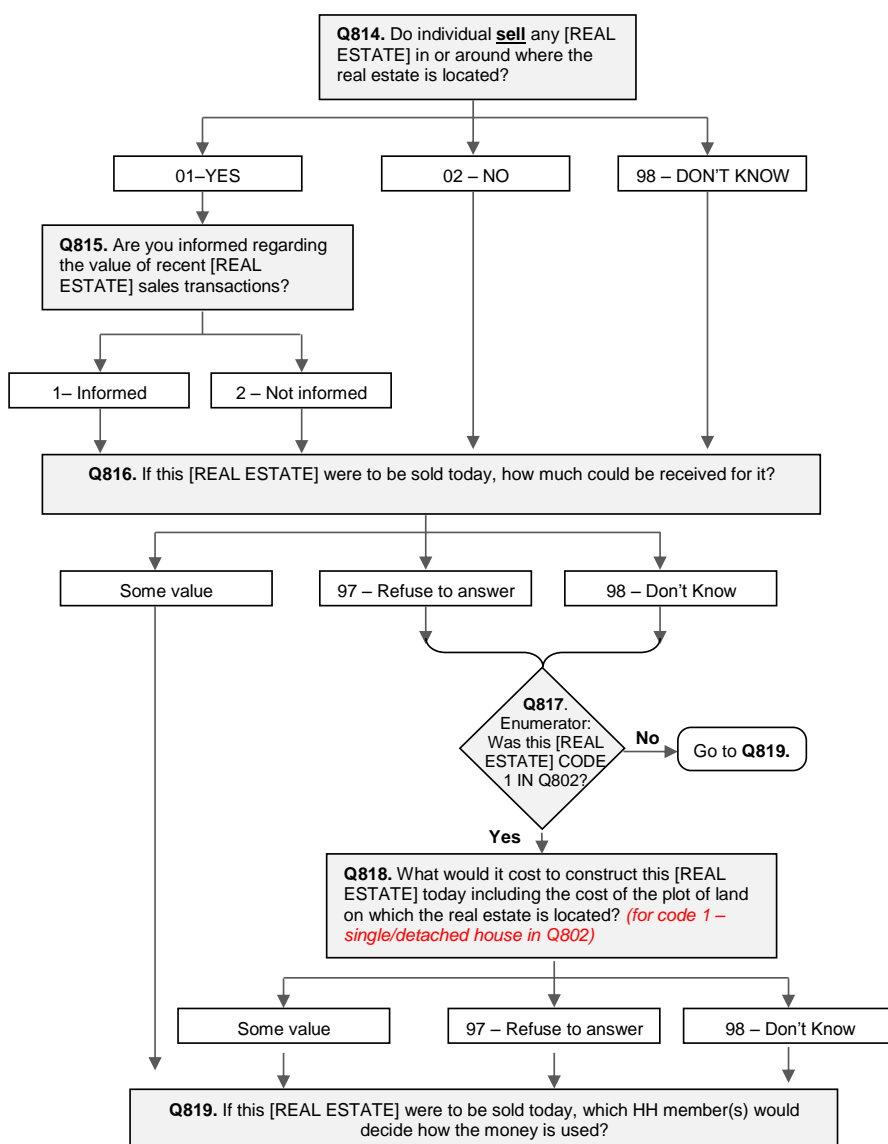 Q814. Do individual sell any [REAL
ESTATE] in or around where the
real estate is located?
01–YES
02 – NO
98 – DON'T KNOW
Q815. Are you informed regarding
the value of recent [REAL
ESTATE] sales transactions?
1– Informed
2 – Not informed
Q816. If this [REAL ESTATE] were to be sold today, how much could be received for it?
Some value
97 – Refuse to answer
98 – Don't Know
Q817.
Enumerator:
Was this [REAL
ESTATE] CODE
1 IN Q802?
No
Go to Q819.
Yes
Q818. What would it cost to construct this [REAL
ESTATE] today including the cost of the plot of land
on which the real estate is located? (for code 1 –
single/detached house in Q802)
Some value
97 – Refuse to answer
98 – Don't Know
Q819. If this [REAL ESTATE] were to be sold today, which HH member(s) would
decide how the money is used?